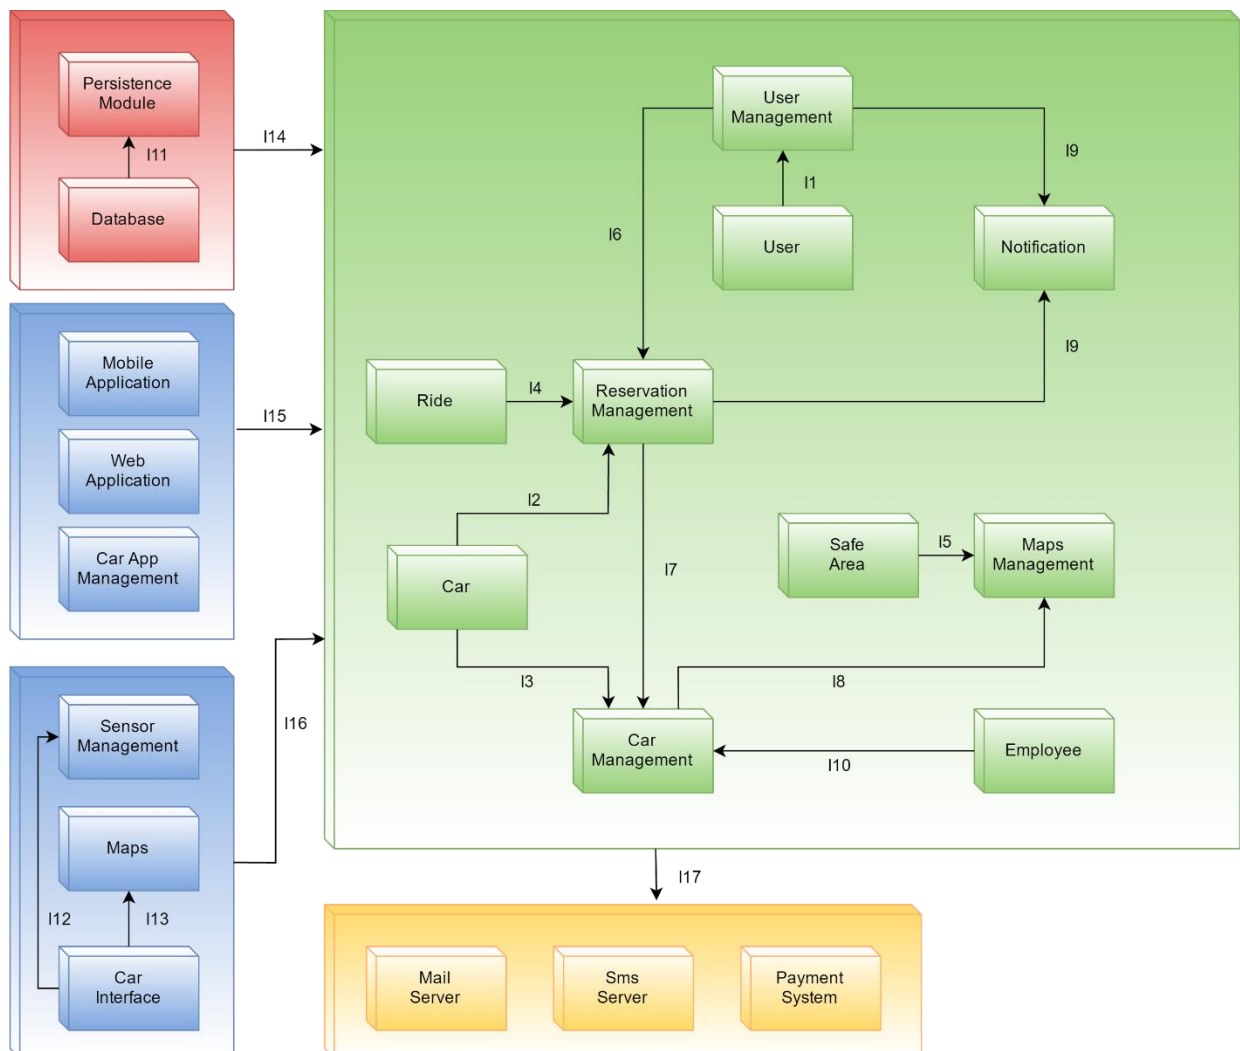 Persistence
Module
I11
Database
I14
Mobile
Application
Web
Application
Car App
Management
I15
Sensor
Management
Maps
I12
I13
Car
Interface
I16
User
Management
I9
I1
User
I6
Notification
I9
Ride
I4
Reservation
Management
I2
Car
I7
Safe
Area
I5
Maps
Management
I3
I8
Car
Management
I10
Employee
I17
Mail
Server
Sms
Server
Payment
System